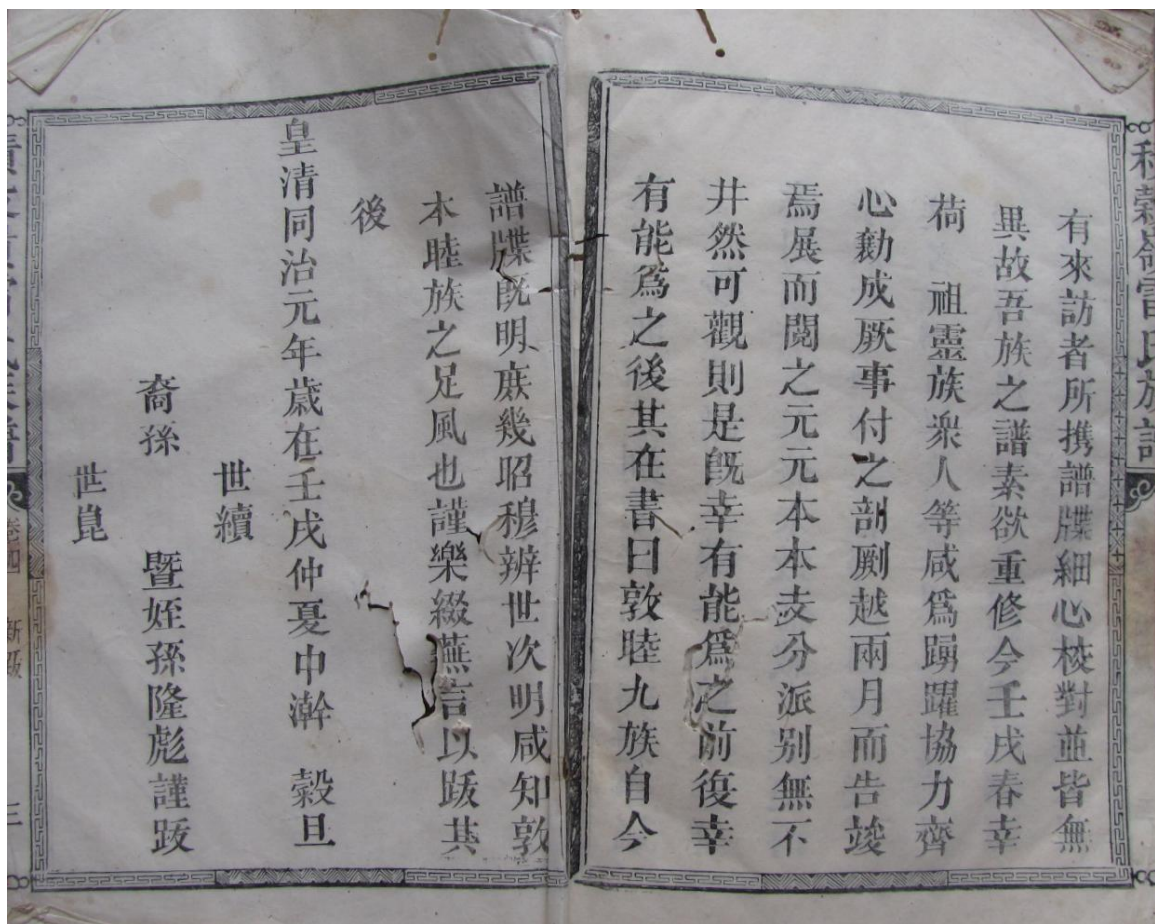 有來訪者所携譜牒細心校對並皆無
異故吾族之譜素欲重修今壬戌春幸
荷 祖靈族衆人等咸爲踴躍協力齊
心勷成厥事付之剞劂越兩月而告竣
焉展而閱之元元本本支分派别無不
井然可觀則是旣幸有能爲之前復幸
有能爲之後其在書曰敦睦九族自今
譜牒旣明庻幾昭穆辨世次明咸知敦
本睦族之足風也謹樂綴蕪言以跋其
後
皇清同治元年歲在壬戌仲夏中澣 榖旦
世續
裔孫 暨姪孫隆彪謹跋
世崑
卷四
三